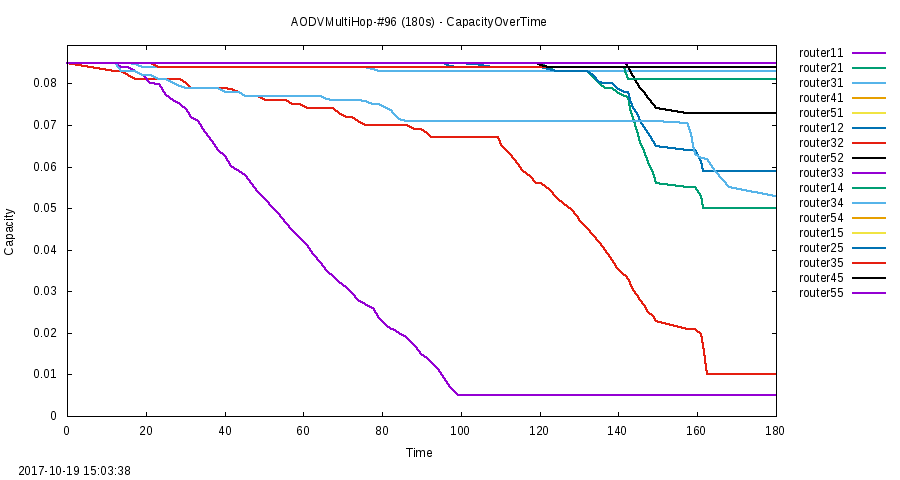 AODVMultiHop-#96 (180s) - CapacityOverTime
router11
router21
router31
router41
router51
router12
router32
router52
router33
router14
router34
router54
router15
router25
router35
router45
router55
0.08
0.07
0.06
0.05
0.04
0.03
0.02
0.01
0
Capacity
0 20 40 60 80 100 120 140 160 180
Time
2017-10-19 15:03:38